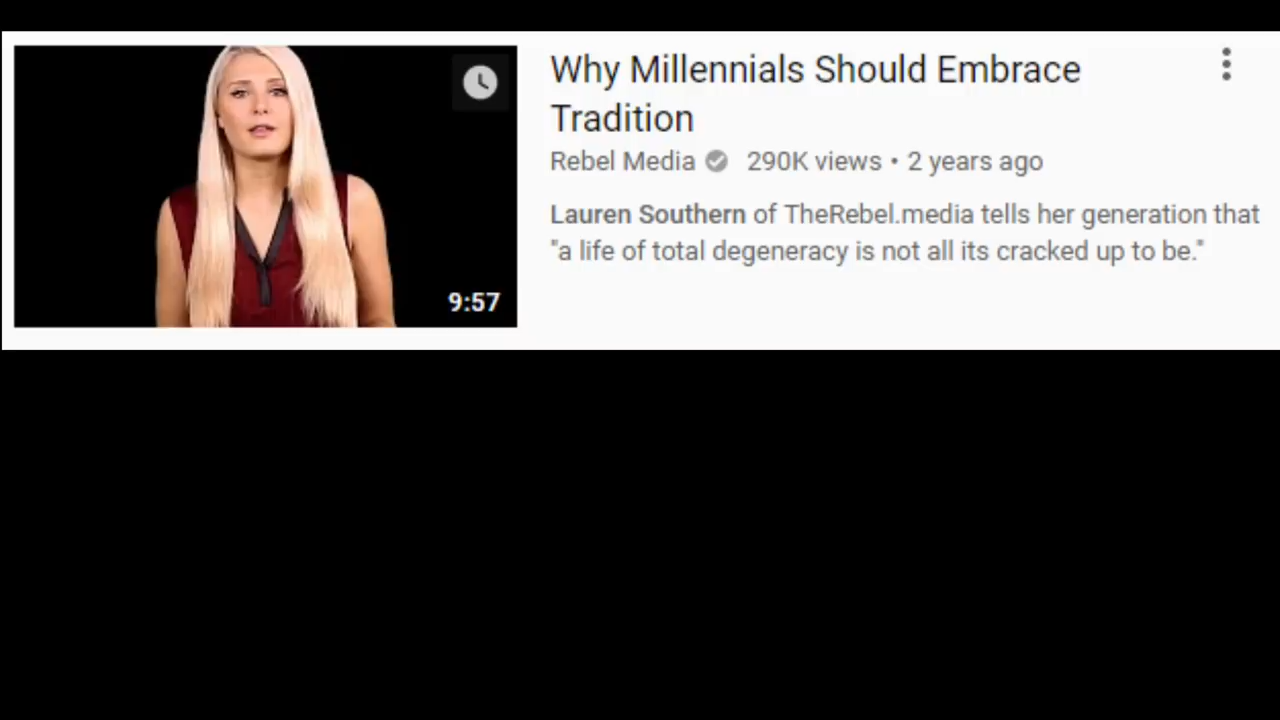 Why Millennials Should Embrace
Tradition
Rebel Media 290K views • 2 years ago
Lauren Southern of TheRebel.media tells her generation that
"a life of total degeneracy is not all its cracked up to be."
9:57